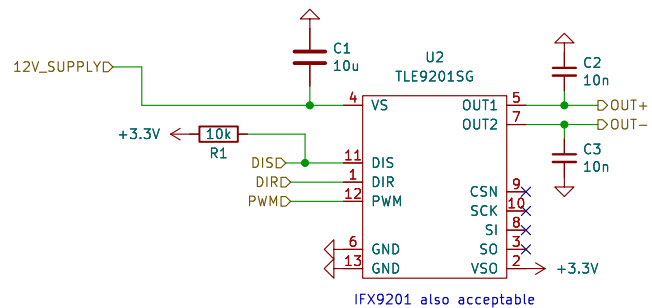 C1
10u
12V_SUPPLY
U2
TLE9201SG
C2
10n
4 VS
OUT1 5
OUT+
OUT2 7
OUT-
+3.3V
10k
R1
C3
10n
DIS
11 DIS
DIR
1 DIR
PWM
12 PWM
CSN 9
SCK 10
SI 8
SO 3
6 GND
13 GND
VSO 2
+3.3V
IFX9201 also acceptable